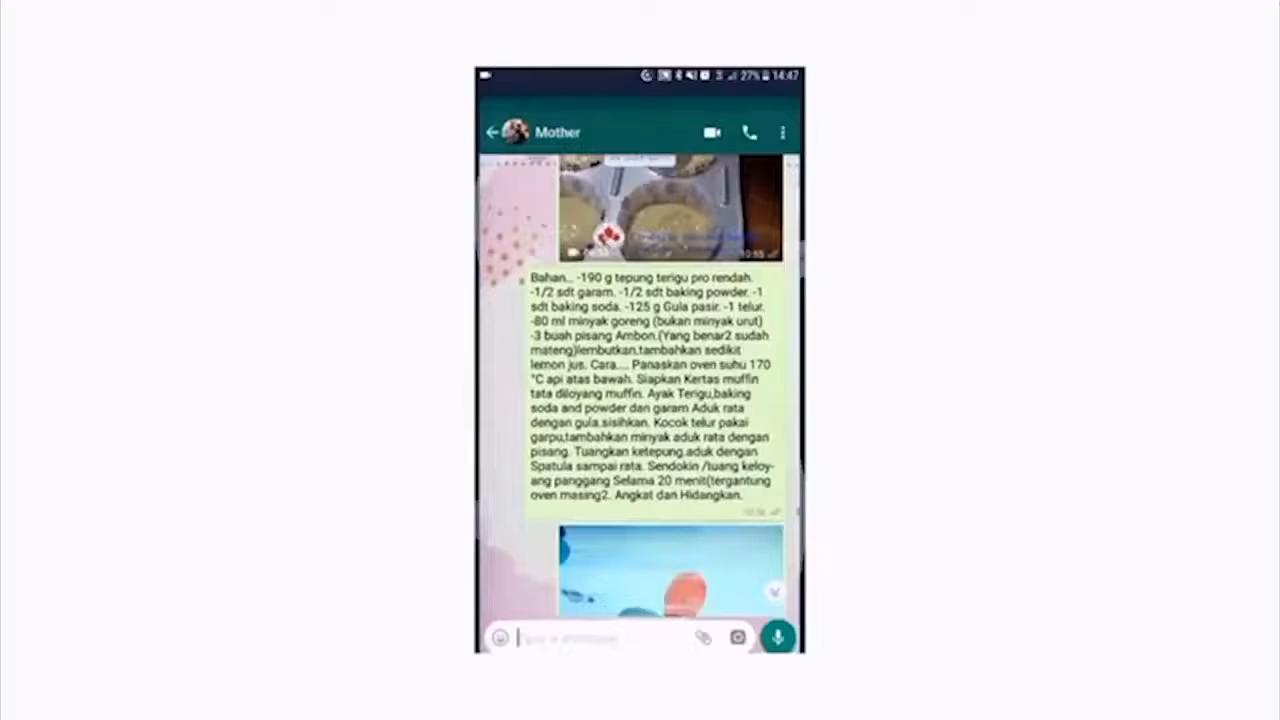 27% 14:47
Mother
Bahan... -190 g tepung terigu pro rendah.
-1/2 sdt garam. -1/2 sdt baking powder. -1
sdt baking soda. -125 g Gula pasir. -1 telur.
-80 ml minyak goreng (bukan minyak urut)
-3 buah pisang Ambon.(Yang benar2 sudah
mateng)lembutkan.tambahkan sedikit
lemon jus. Cara.... Panaskan oven suhu 170
°C api atas bawah. Siapkan Kertas muffin
tata diloyang muffin. Ayak Terigu,baking
soda and powder dan garam Aduk rata
dengan gula.sisihkan. Kocok telur pakai
garpu,tambahkan minyak aduk rata dengan
pisang. Tuangkan ketepung.aduk dengan
Spatula sampai rata. Sendokin /tuang keloy-
ang panggang Selama 20 menit(tergantung
oven masing2. Angkat dan Hidangkan.